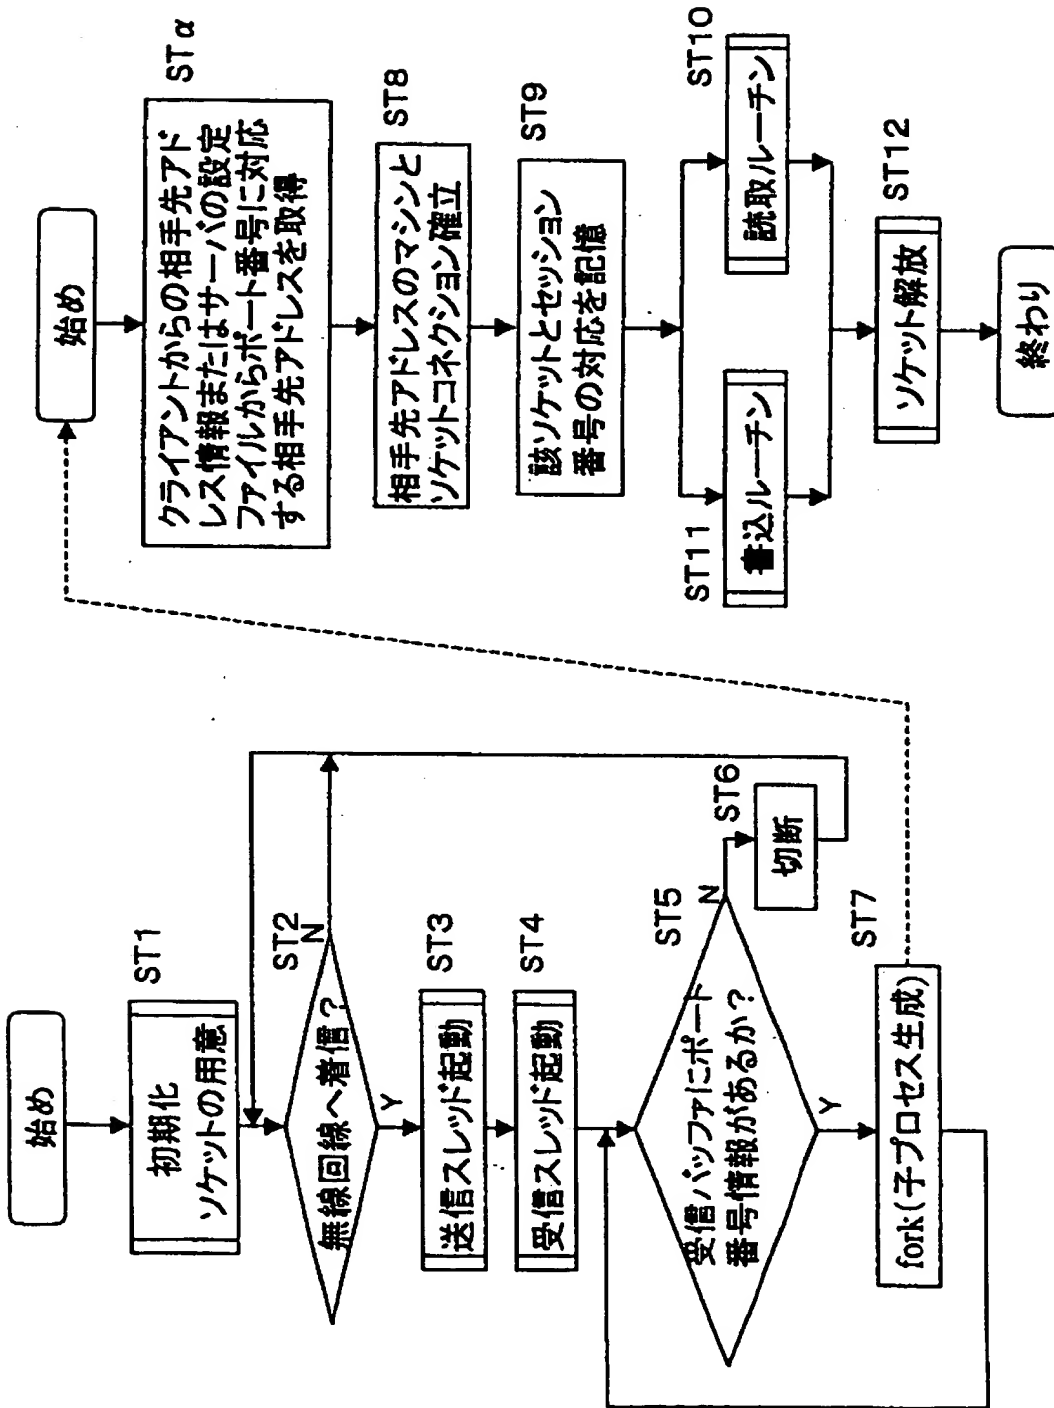 始め
初期化
ソケットの用意
ST1
無線回線へ着信？
ST2
N
Y
送信スレッド起動
ST3
受信スレッド起動
ST4
受信バッファにポート
番号情報があるか？
ST5
N
Y
切断
ST6
fork(子プロセス生成)
ST7
始め
クライアントからの相手先アド
レス情報またはサーバの設定
ファイルからポート番号に対応
する相手先アドレスを取得
STα
相手先アドレスのマシンと
ソケットコネクション確立
ST8
該ソケットとセッション
番号の対応を記憶
ST9
ST11
書込ルーチン
読取ルーチン
ST10
ソケット解放
ST12
終わり